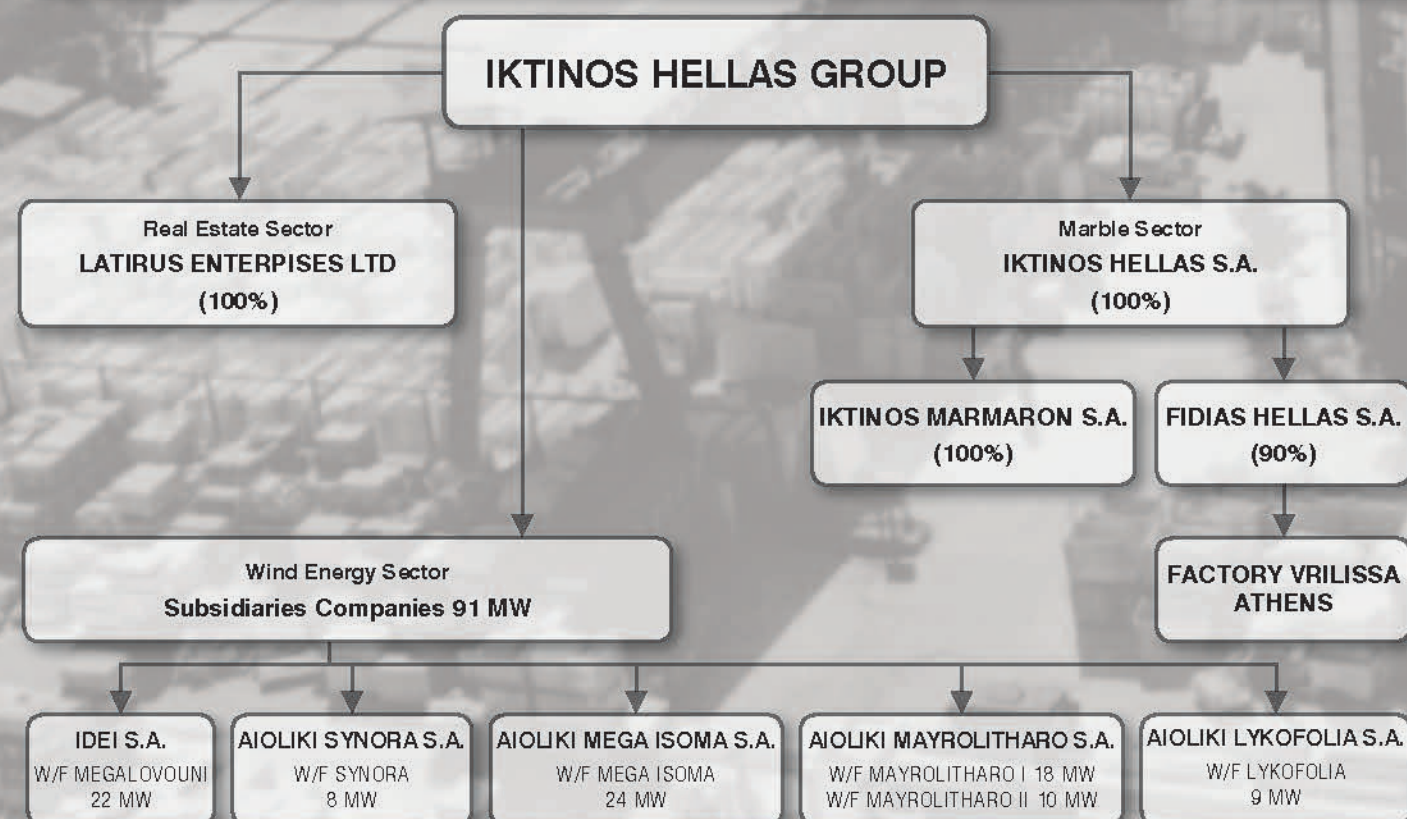 IKTINOS HELLAS GROUP
Real Estate Sector
LATIRUS ENTERPISES LTD
(100%)
Marble Sector
IKTINOS HELLAS S.A.
(100%)
IKTINOS MARMARON S.A.
(100%)
FIDIAS HELLAS S.A.
(90%)
FACTORY VRILISSA
ATHENS
Wind Energy Sector
Subsidiaries Companies 91 MW
IDEI S.A.
W/F MEGALOVOUNI
22 MW
AIOLIKI SYNORA S.A.
W/F SYNORA
8 MW
AIOLIKI MEGA ISOMA S.A.
W/F MEGA ISOMA
24 MW
AIOLIKI MAYROLITHARO S.A.
W/F MAYROLITHARO I 18 MW
W/F MAYROLITHARO II 10 MW
AIOLIKI LYKOFOLIA S.A.
W/F LYKOFOLIA
9 MW